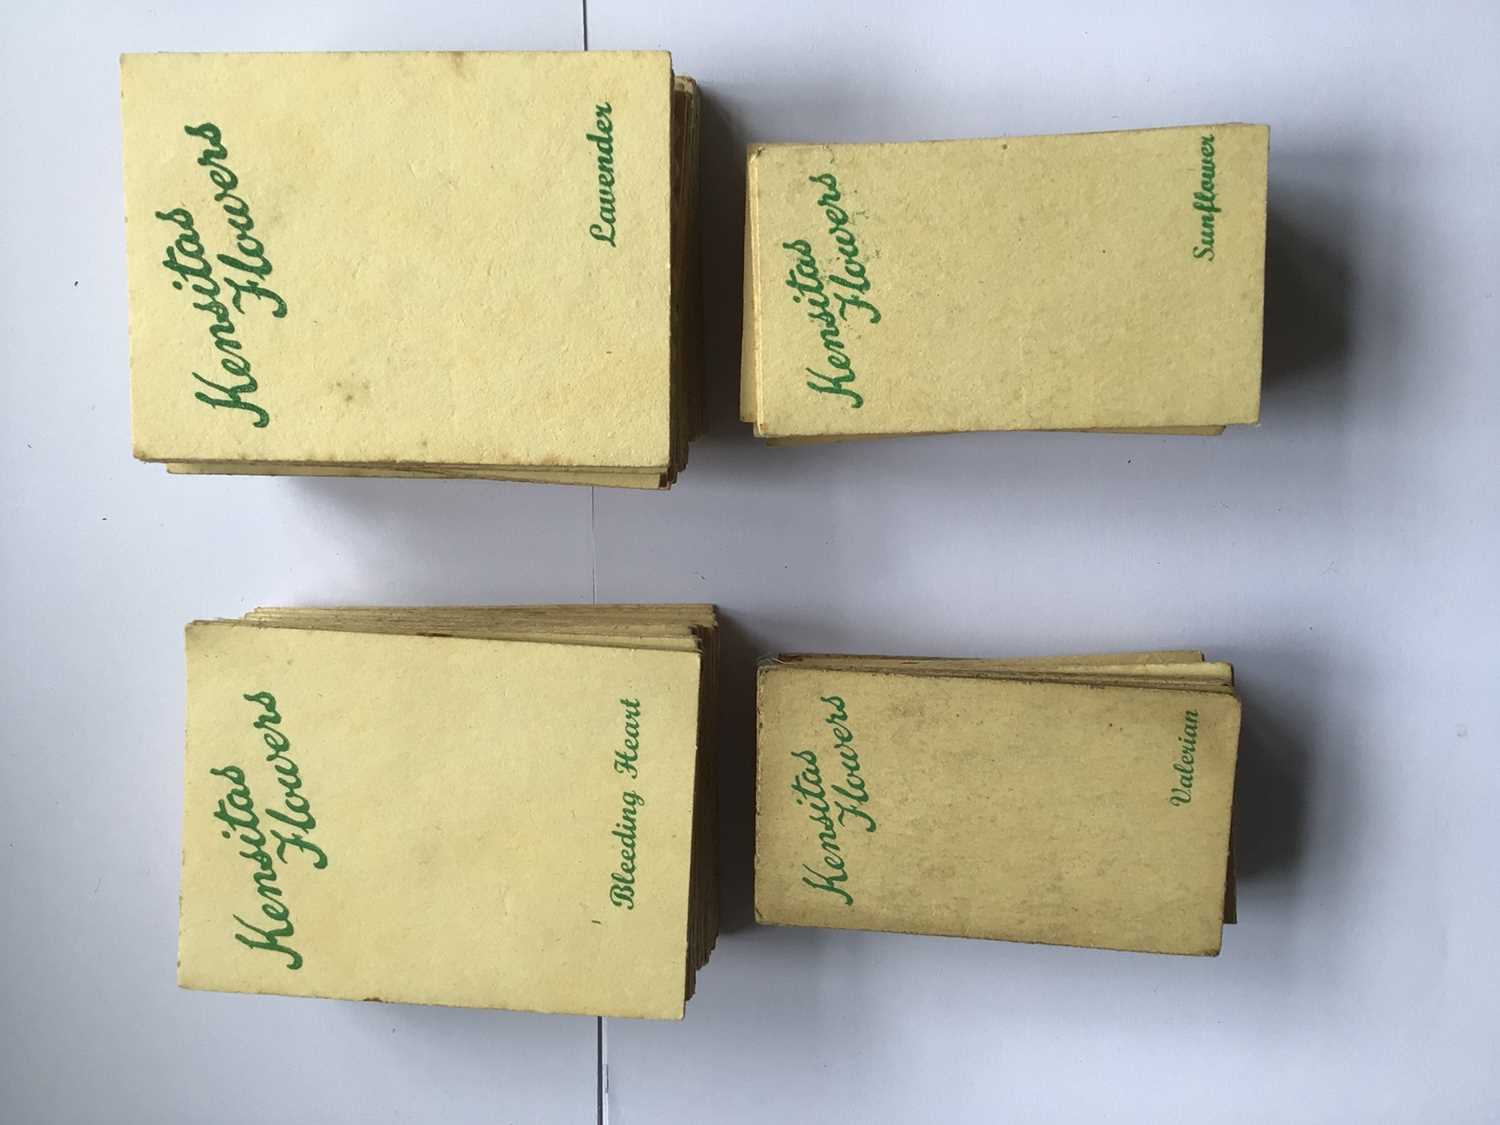 Kensitas
Flowers
Lavender
Kensitas
Flowers
Sunflower
Kensitas
Flowers
Bleeding Heart
Kensitas
Flowers
Valerian